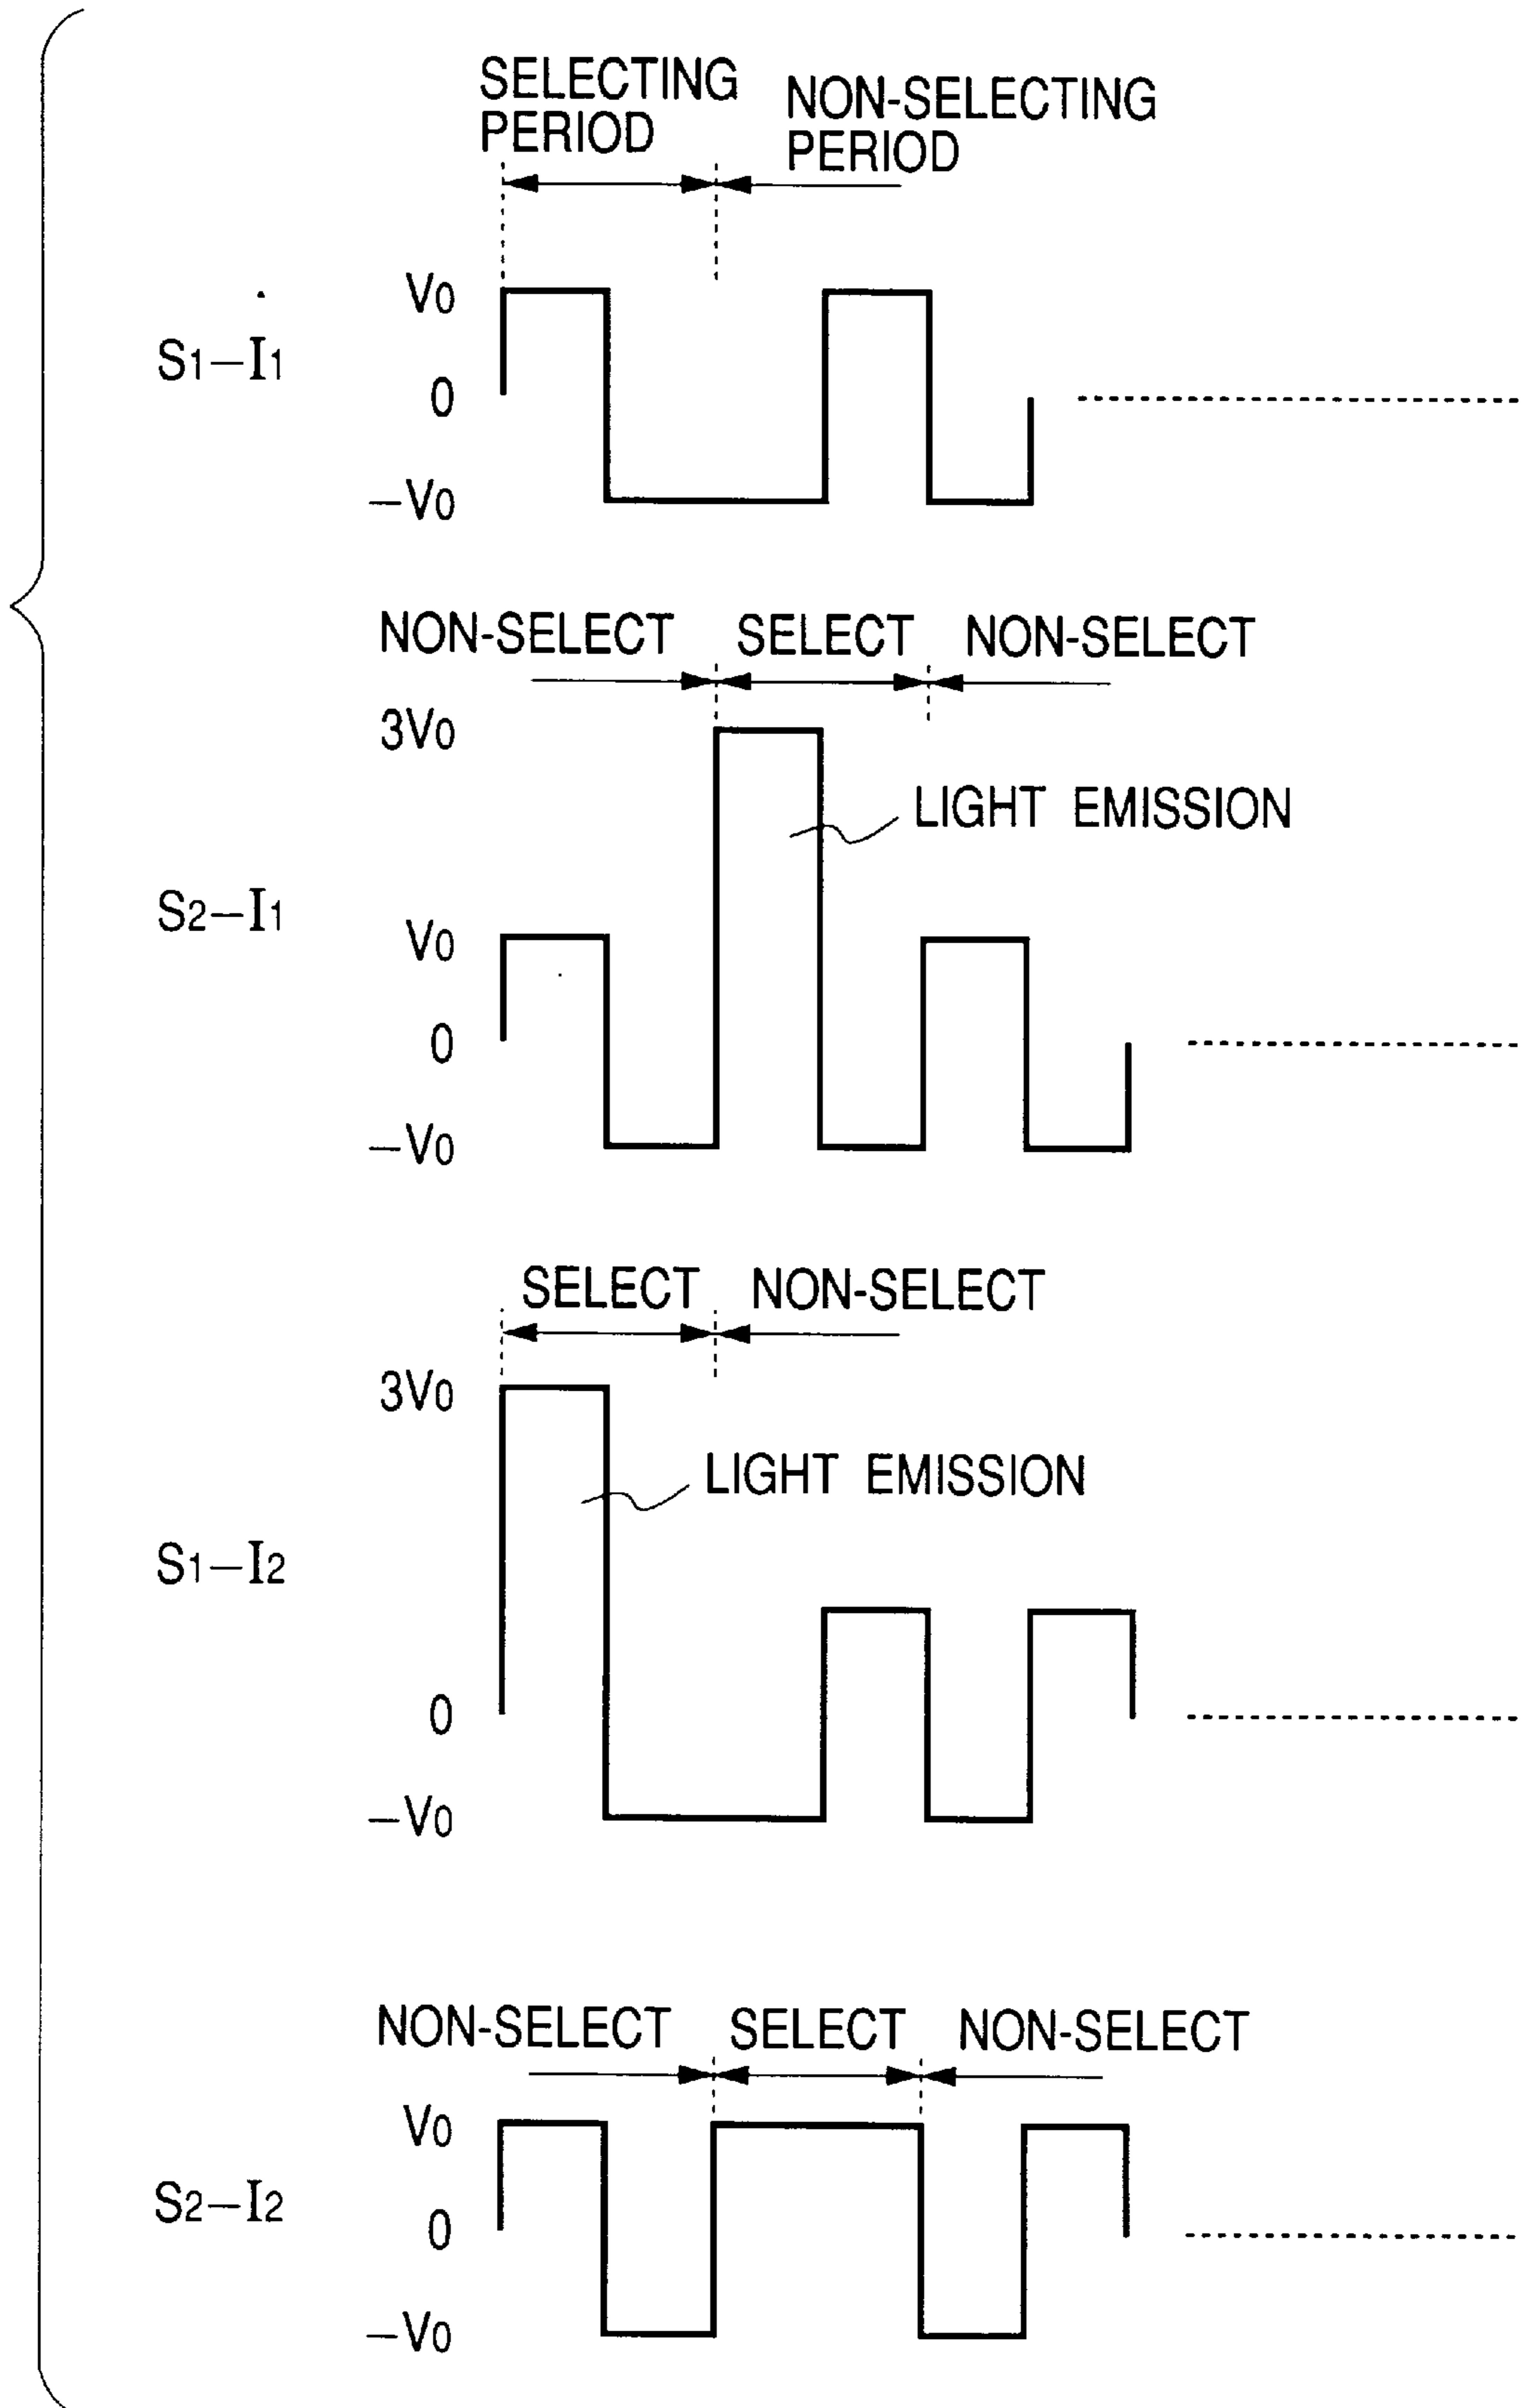 SELECTING
PERIOD
NON-SELECTING
PERIOD
V0
S1–I1
0
–V0
NON-SELECT SELECT NON-SELECT
3V0
LIGHT EMISSION
S2–I1
V0
0
–V0
SELECT NON-SELECT
3V0
LIGHT EMISSION
S1–I2
0
–V0
NON-SELECT SELECT NON-SELECT
V0
S2–I2
0
–V0